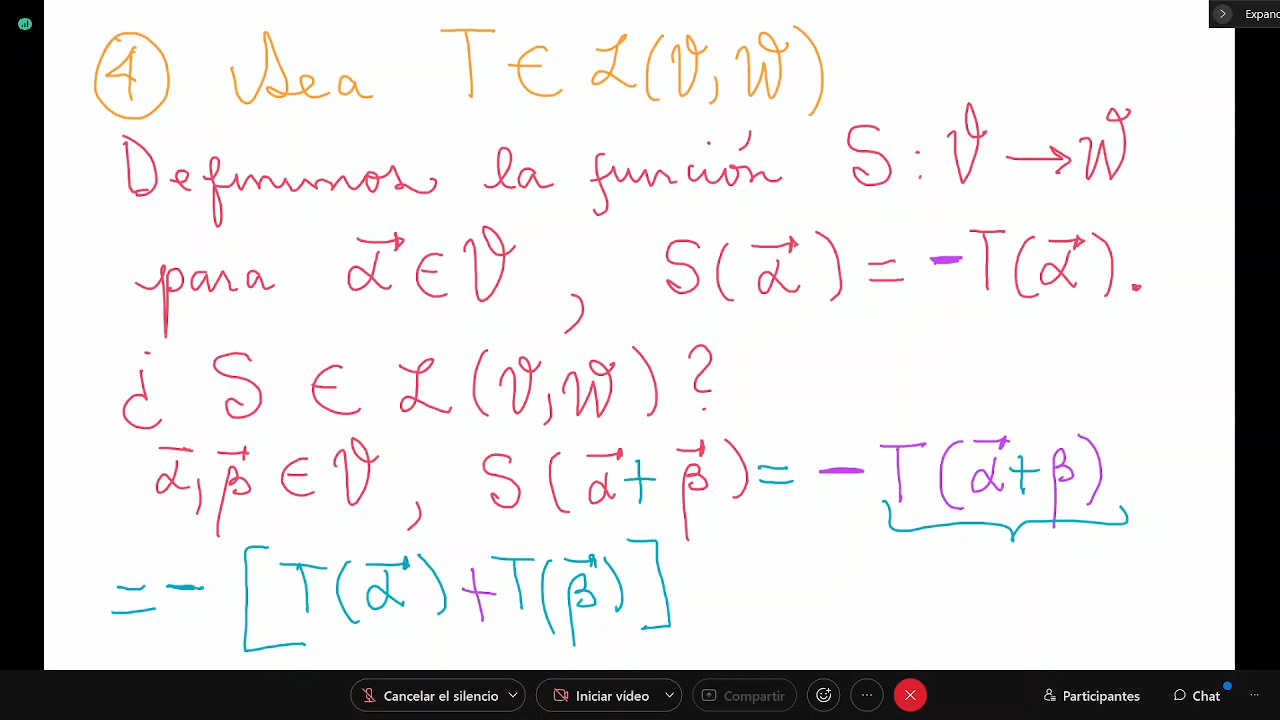 Expand
④ Sea T ∈ L(V, W)
Definimos la función S : V → W
para α⃗ ∈ V , S(α⃗) = -T(α⃗).
¿ S ∈ L(V, W) ?
α⃗, β⃗ ∈ V , S(α⃗ + β⃗) = - T(α⃗ + β)
= - [T(α⃗) + T(β⃗)]
Cancelar el silencio Iniciar vídeo Compartir Participantes Chat